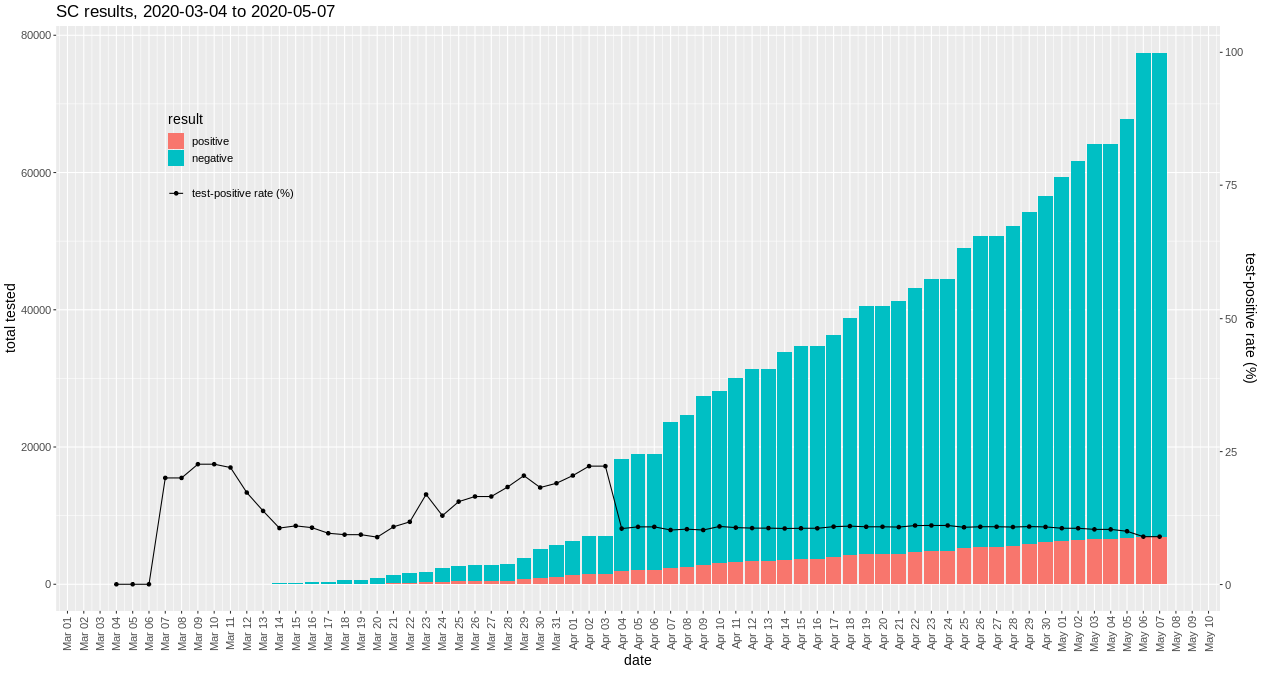 SC results, 2020-03-04 to 2020-05-07
80000
60000
40000
20000
0
total tested
result
positive
negative
test-positive rate (%)
100
75
50
25
0
test-positive rate (%)
Mar 01
Mar 02
Mar 03
Mar 04
Mar 05
Mar 06
Mar 07
Mar 08
Mar 09
Mar 10
Mar 11
Mar 12
Mar 13
Mar 14
Mar 15
Mar 16
Mar 17
Mar 18
Mar 19
Mar 20
Mar 21
Mar 22
Mar 23
Mar 24
Mar 25
Mar 26
Mar 27
Mar 28
Mar 29
Mar 30
Mar 31
Apr 01
Apr 02
Apr 03
Apr 04
Apr 05
Apr 06
Apr 07
Apr 08
Apr 09
Apr 10
Apr 11
Apr 12
Apr 13
Apr 14
Apr 15
Apr 16
Apr 17
Apr 18
Apr 19
Apr 20
Apr 21
Apr 22
Apr 23
Apr 24
Apr 25
Apr 26
Apr 27
Apr 28
Apr 29
Apr 30
May 01
May 02
May 03
May 04
May 05
May 06
May 07
May 08
May 09
May 10
date